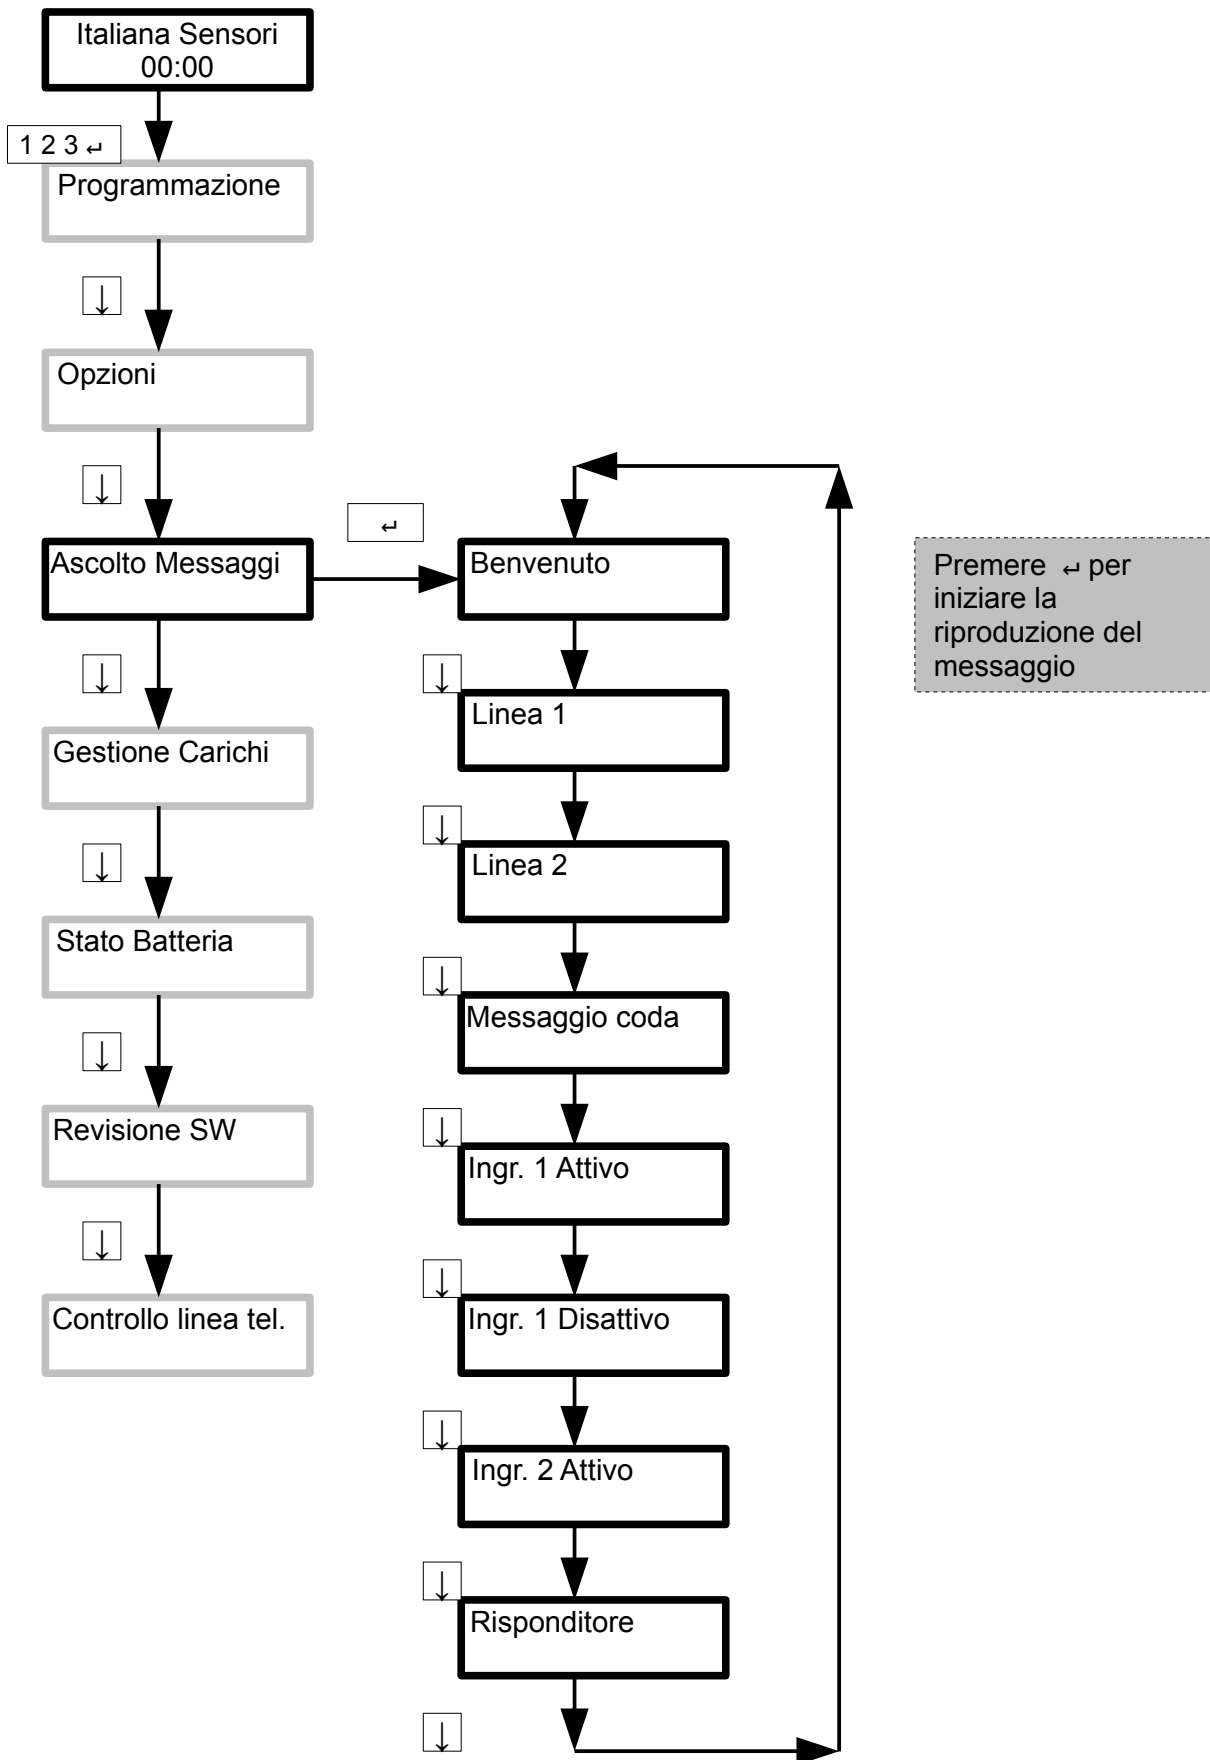 Italiana Sensori
00:00
1 2 3 ↵
Programmazione
↓
Opzioni
↓
Ascolto Messaggi
↵
Benvenuto
Premere ↵ per
iniziare la
riproduzione del
messaggio
↓
↓
Linea 1
Gestione Carichi
↓
↓
Linea 2
Stato Batteria
↓
Messaggio coda
↓
Revisione SW
↓
Ingr. 1 Attivo
↓
↓
Controllo linea tel.
Ingr. 1 Disattivo
↓
Ingr. 2 Attivo
↓
Risponditore
↓